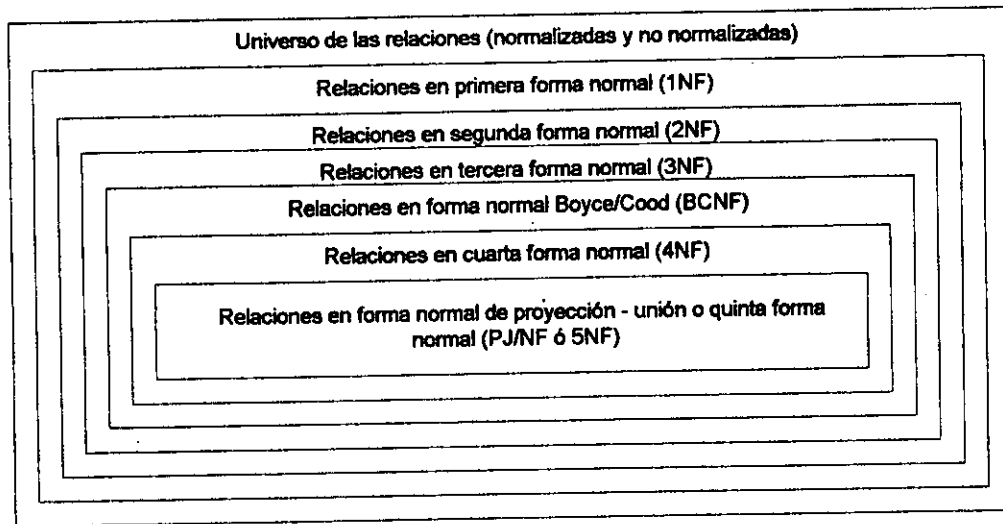 Universo de las relaciones (normalizadas y no normalizadas)
Relaciones en primera forma normal (1NF)
Relaciones en segunda forma normal (2NF)
Relaciones en tercera forma normal (3NF)
Relaciones en forma normal Boyce/Cood (BCNF)
Relaciones en cuarta forma normal (4NF)
Relaciones en forma normal de proyección - unión o quinta forma
normal (PJ/NF ó 5NF)